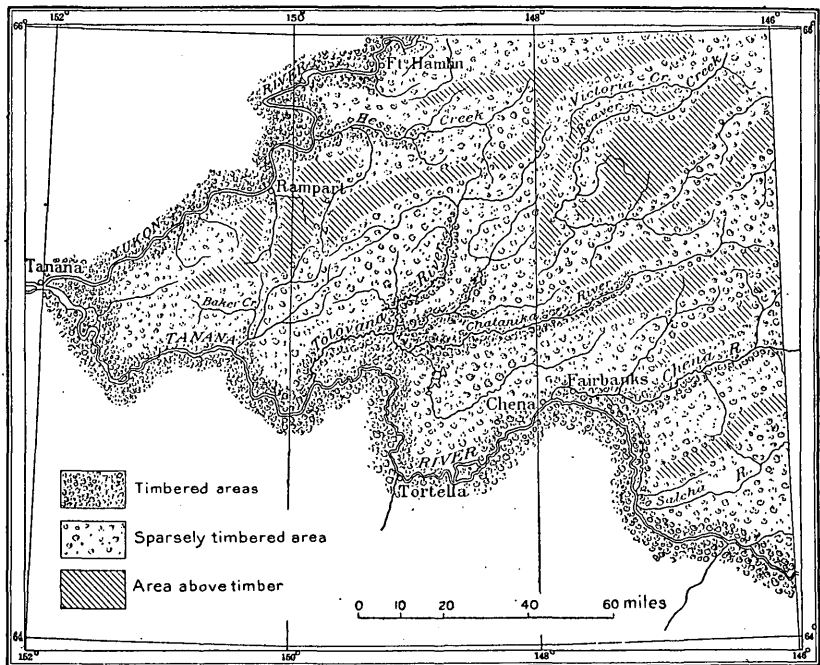 152° 150° 148° 146°
66° 66°
Ft. Hamlin
RIVER
Victoria Cr.
Beaver Creek
Hess Creek
Rampart
YUKON
Tanana
Baker Cr.
Tolovana R.
Chatanika River
TANANA
Fairbanks
Chena R.
Chena
RIVER
Tortella
Salcha R.
Timbered areas
Sparsely timbered area
Area above timber
0 10 20 40 60 miles
64° 64°
152° 150° 148° 146°